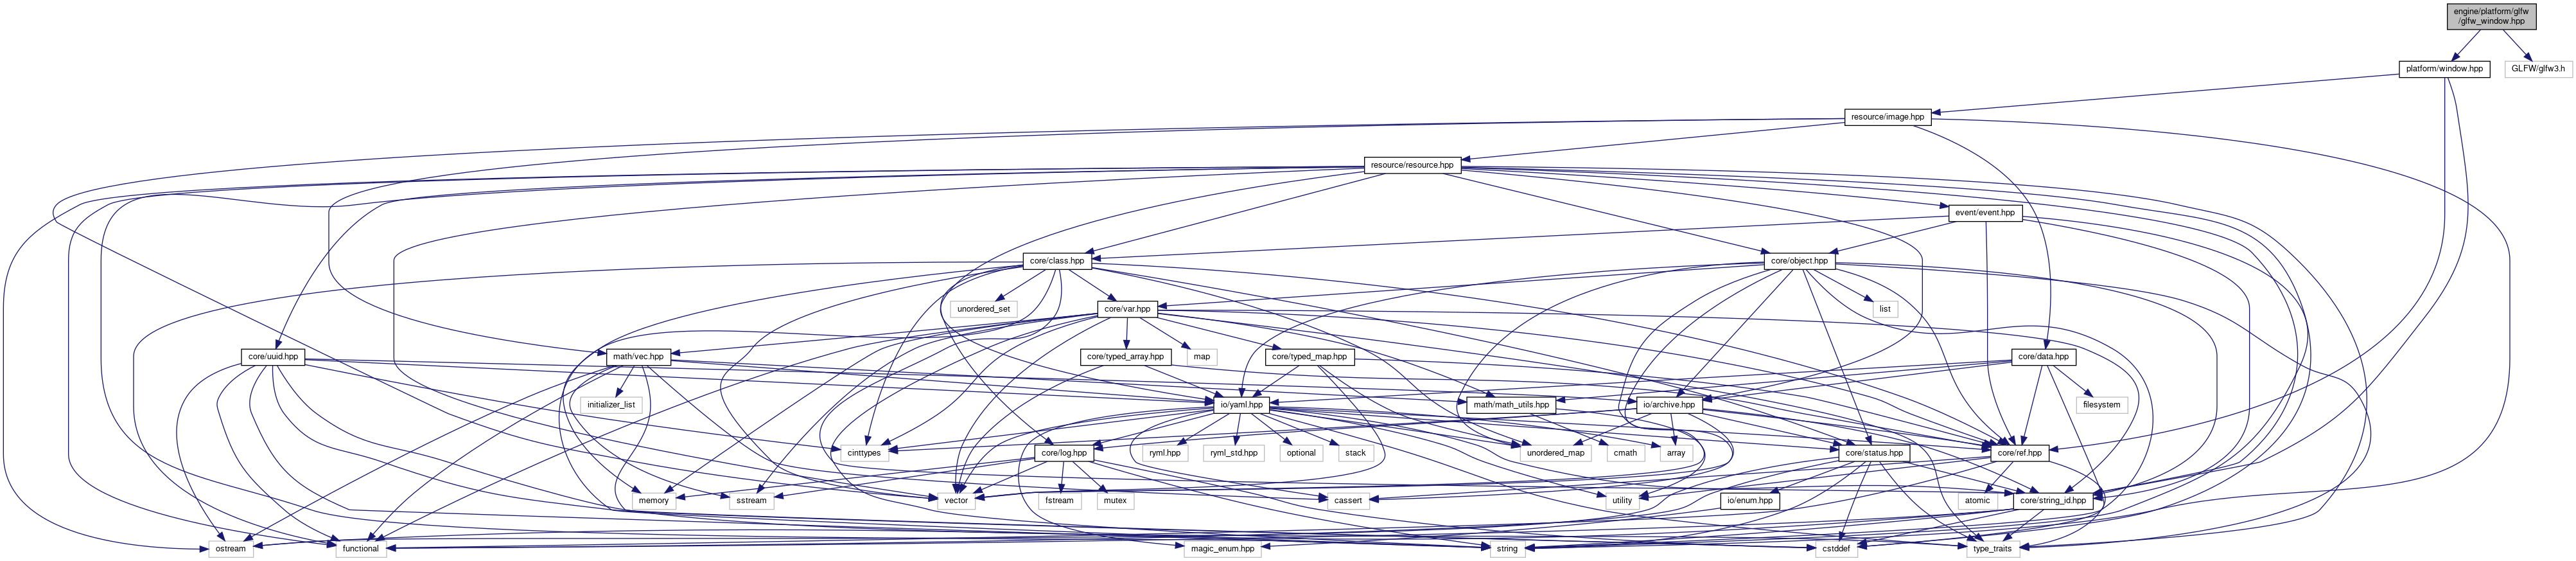 engine/platform/glfw
/glfw_window.hpp
platform/window.hpp
GLFW/glfw3.h
resource/image.hpp
resource/resource.hpp
event/event.hpp
core/class.hpp
core/object.hpp
unordered_set
core/var.hpp
list
core/uuid.hpp
math/vec.hpp
core/typed_array.hpp
map
core/typed_map.hpp
core/data.hpp
initializer_list
io/yaml.hpp
math/math_utils.hpp
io/archive.hpp
filesystem
cinttypes
core/log.hpp
ryml.hpp
ryml_std.hpp
optional
stack
unordered_map
cmath
array
core/status.hpp
core/ref.hpp
memory
sstream
vector
fstream
mutex
cassert
utility
io/enum.hpp
atomic
core/string_id.hpp
ostream
functional
magic_enum.hpp
string
cstddef
type_traits